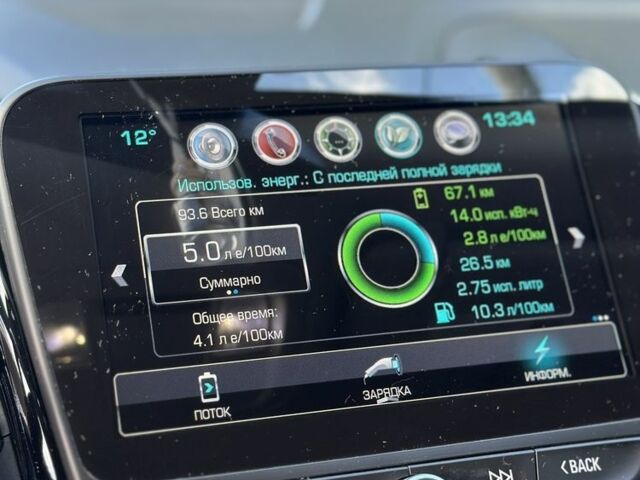 12°
13:34
Использов. энерг.: С последней полной зарядки
93.6 Всего км
5.0 л е/100км
Суммарно
Общее время:
4.1 л е/100км
67.1 км
14.0 исп. кВт-ч
2.8 л е/100км
26.5 км
2.75 исп. литр
10.3 л/100км
ПОТОК
ЗАРЯДКА
ИНФОРМ.
BACK